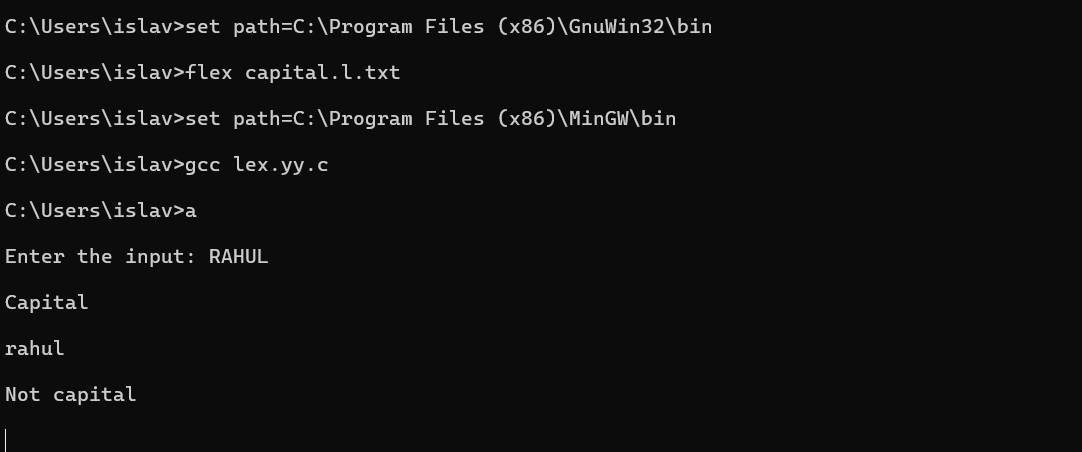 C:\Users\islav>set path=C:\Program Files (x86)\GnuWin32\bin
C:\Users\islav>flex capital.l.txt
C:\Users\islav>set path=C:\Program Files (x86)\MinGW\bin
C:\Users\islav>gcc lex.yy.c
C:\Users\islav>a
Enter the input: RAHUL
Capital
rahul
Not capital